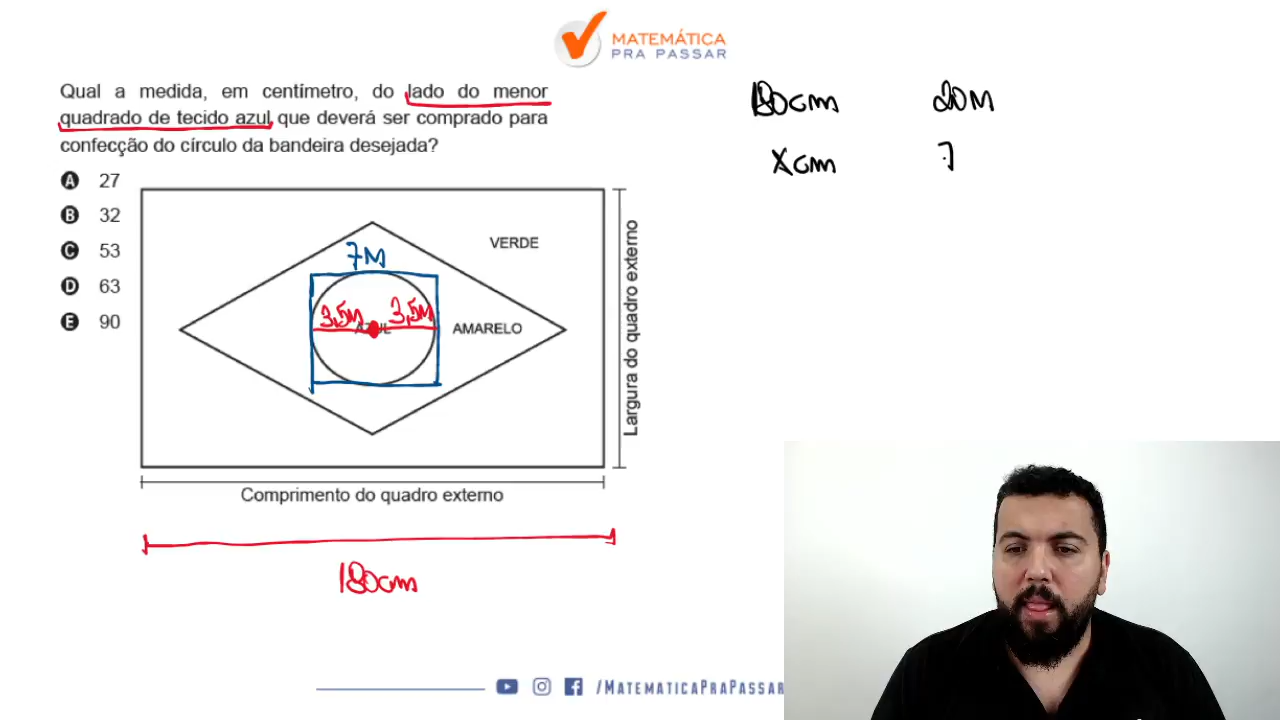 MATEMÁTICA
PRA PASSAR
Qual a medida, em centímetro, do lado do menor
quadrado de tecido azul que deverá ser comprado para
confecção do círculo da bandeira desejada?
A 27
B 32
C 53
D 63
E 90
VERDE
7M
3,5M 3,5M
AZUL
AMARELO
Largura do quadro externo
Comprimento do quadro externo
180cm
180cm 20M
Xcm 7
/MATEMATICAPRAPASSAR